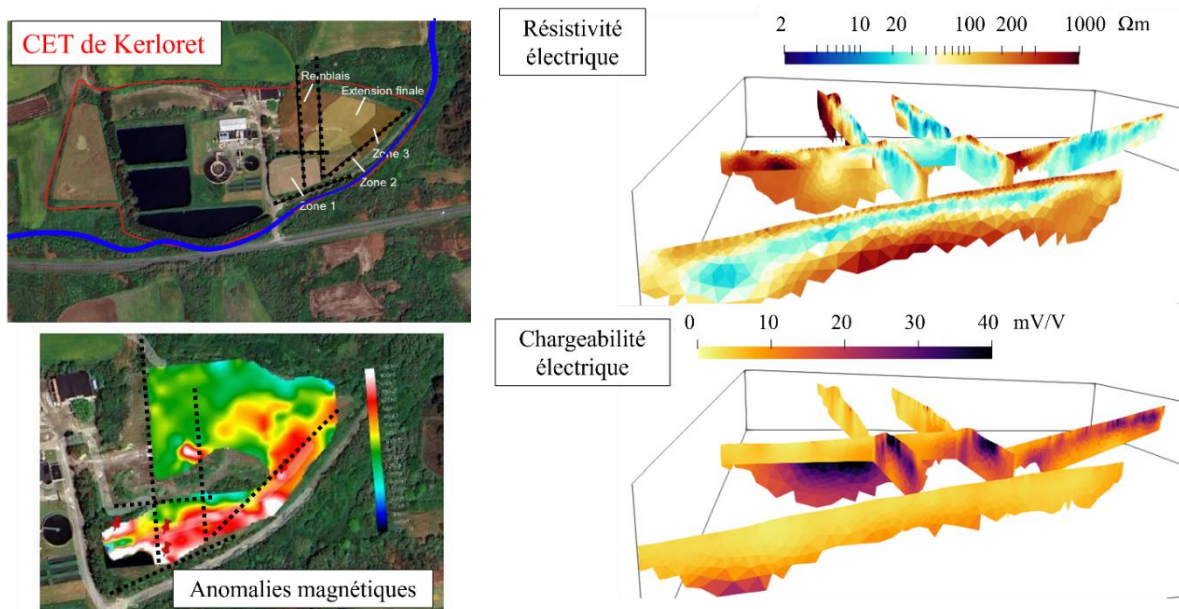 CET de Kerloret
Remblais
Extension finale
Zone 3
Zone 2
Zone 1
Anomalies magnétiques
Résistivité
électrique
2 10 20 100 200 1000 Ωm
Chargeabilité
électrique
0 10 20 30 40 mV/V